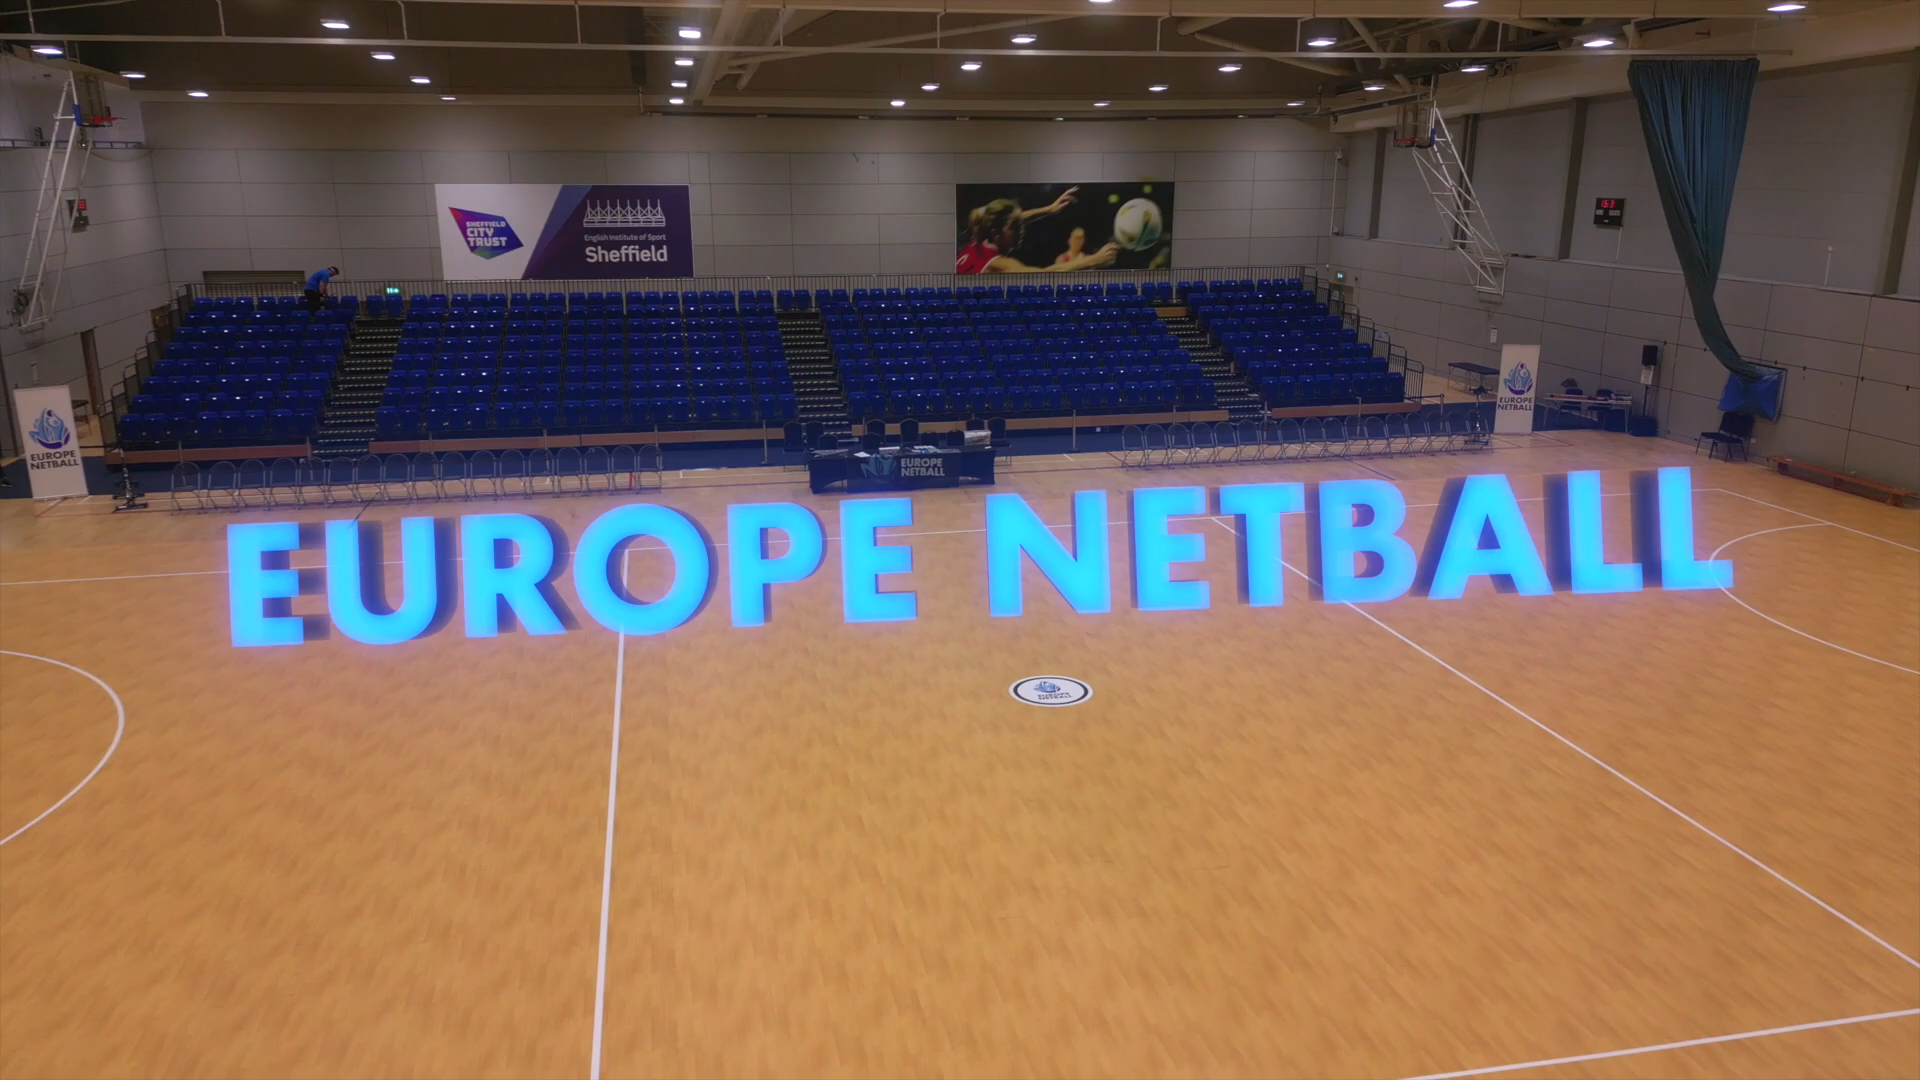 SHEFFIELD
CITY
TRUST
English Institute of Sport
Sheffield
EUROPE
NETBALL
EUROPE
NETBALL
EUROPE
NETBALL
EUROPE NETBALL